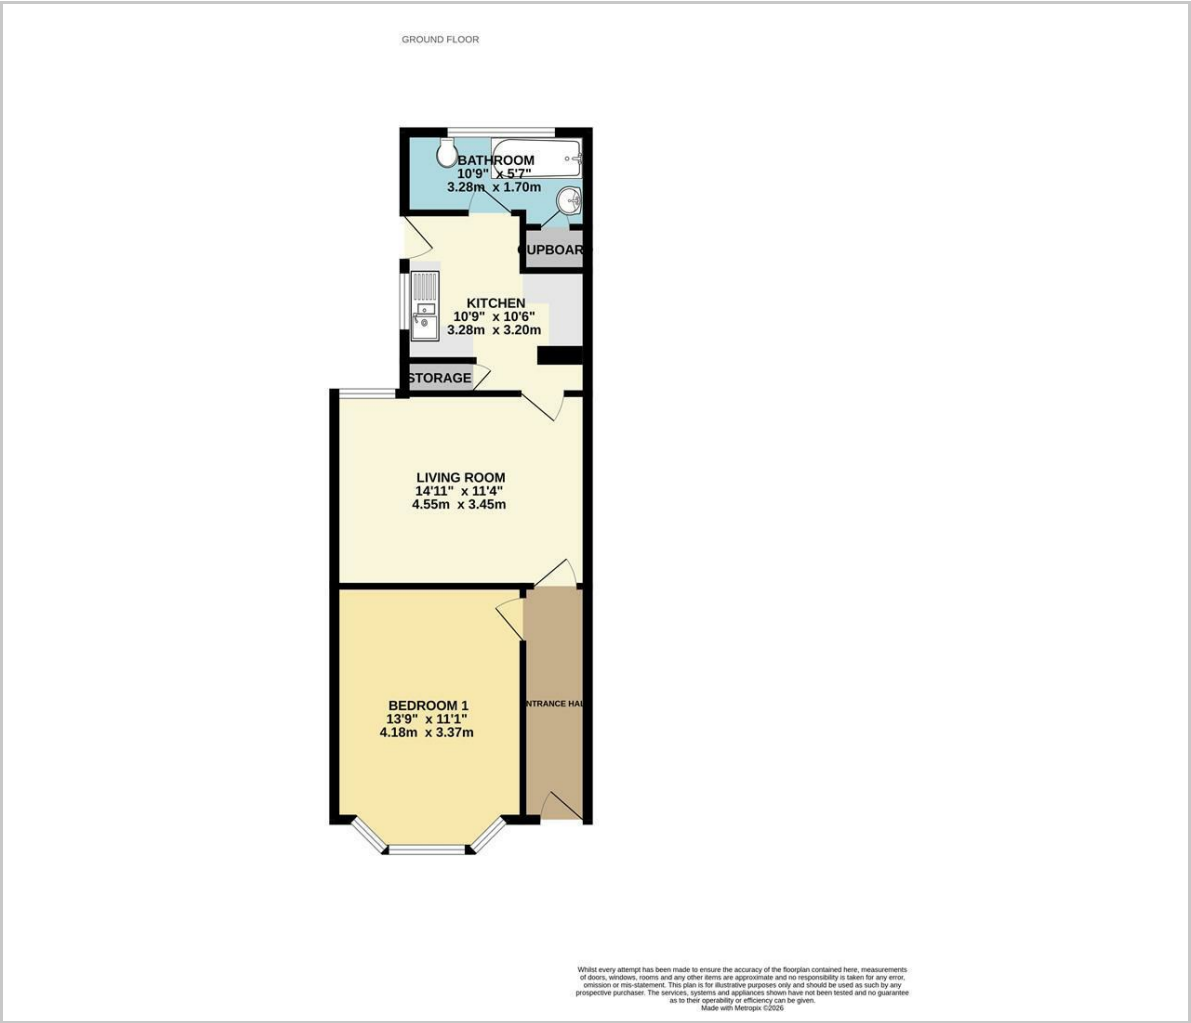 GROUND FLOOR
BATHROOM
10'9" x 5'7"
3.28m x 1.70m
CUPBOARD
KITCHEN
10'9" x 10'6"
3.28m x 3.20m
STORAGE
LIVING ROOM
14'11" x 11'4"
4.55m x 3.45m
BEDROOM 1
13'9" x 11'1"
4.18m x 3.37m
ENTRANCE HALL
Whilst every attempt has been made to ensure the accuracy of the floorplan contained here, measurements
of doors, windows, rooms and any other items are approximate and no responsibility is taken for any error,
omission or mis-statement. This plan is for illustrative purposes only and should be used as such by any
prospective purchaser. The services, systems and appliances shown have not been tested and no guarantee
as to their operability or efficiency can be given.
Made with Metropix ©2026